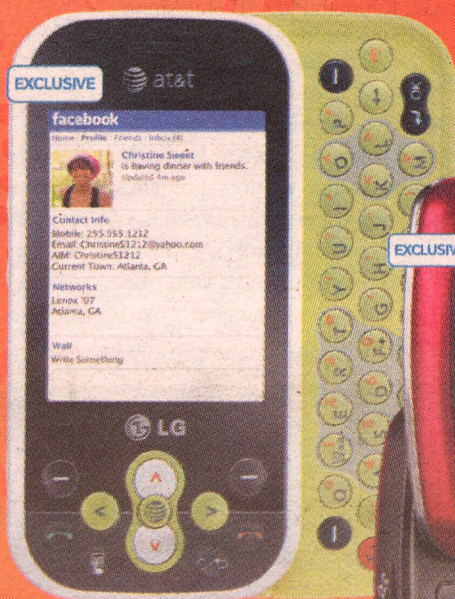 EXCLUSIVE
at&t
facebook
Home Profile Friends Inbox (4)
Christine Sweet
is having dinner with friends.
Updated 4m ago
Contact Info
Mobile: 255.555.1212
Email: Christine51212@yahoo.com
AIM: Christine51212
Current Town: Atlanta, GA
Networks
Lenox '07
Atlanta, GA
Wall
Write Something
LG
EXCLUSIV
OK
P
O
I
U
Y
T
R
E
W
Q
L
K
J
H
G
F
D
S
M